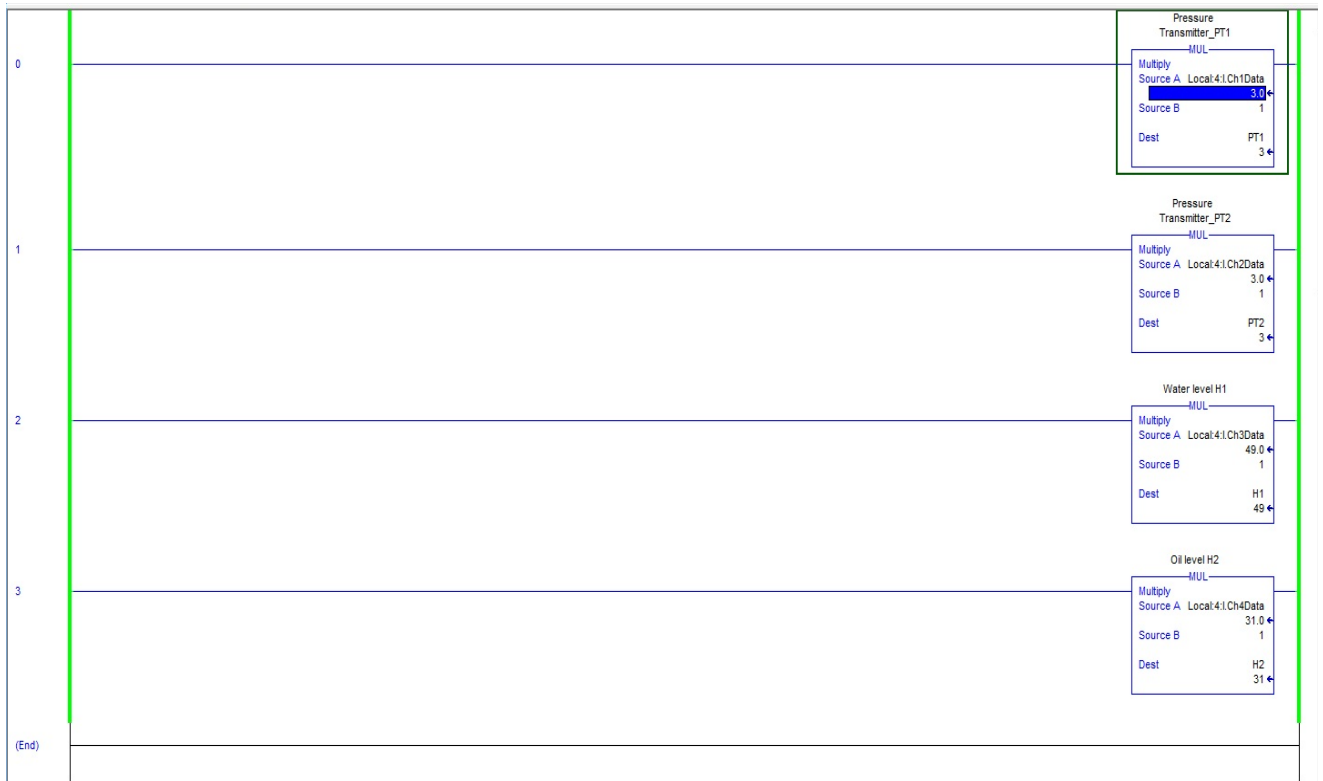 Pressure
Transmitter_PT1
MUL
0
Multiply
Source A Local:4:I.Ch1Data
3.0
Source B 1
Dest PT1
3
Pressure
Transmitter_PT2
MUL
1
Multiply
Source A Local:4:I.Ch2Data
3.0
Source B 1
Dest PT2
3
Water level H1
MUL
2
Multiply
Source A Local:4:I.Ch3Data
49.0
Source B 1
Dest H1
49
Oil level H2
MUL
3
Multiply
Source A Local:4:I.Ch4Data
31.0
Source B 1
Dest H2
31
(End)